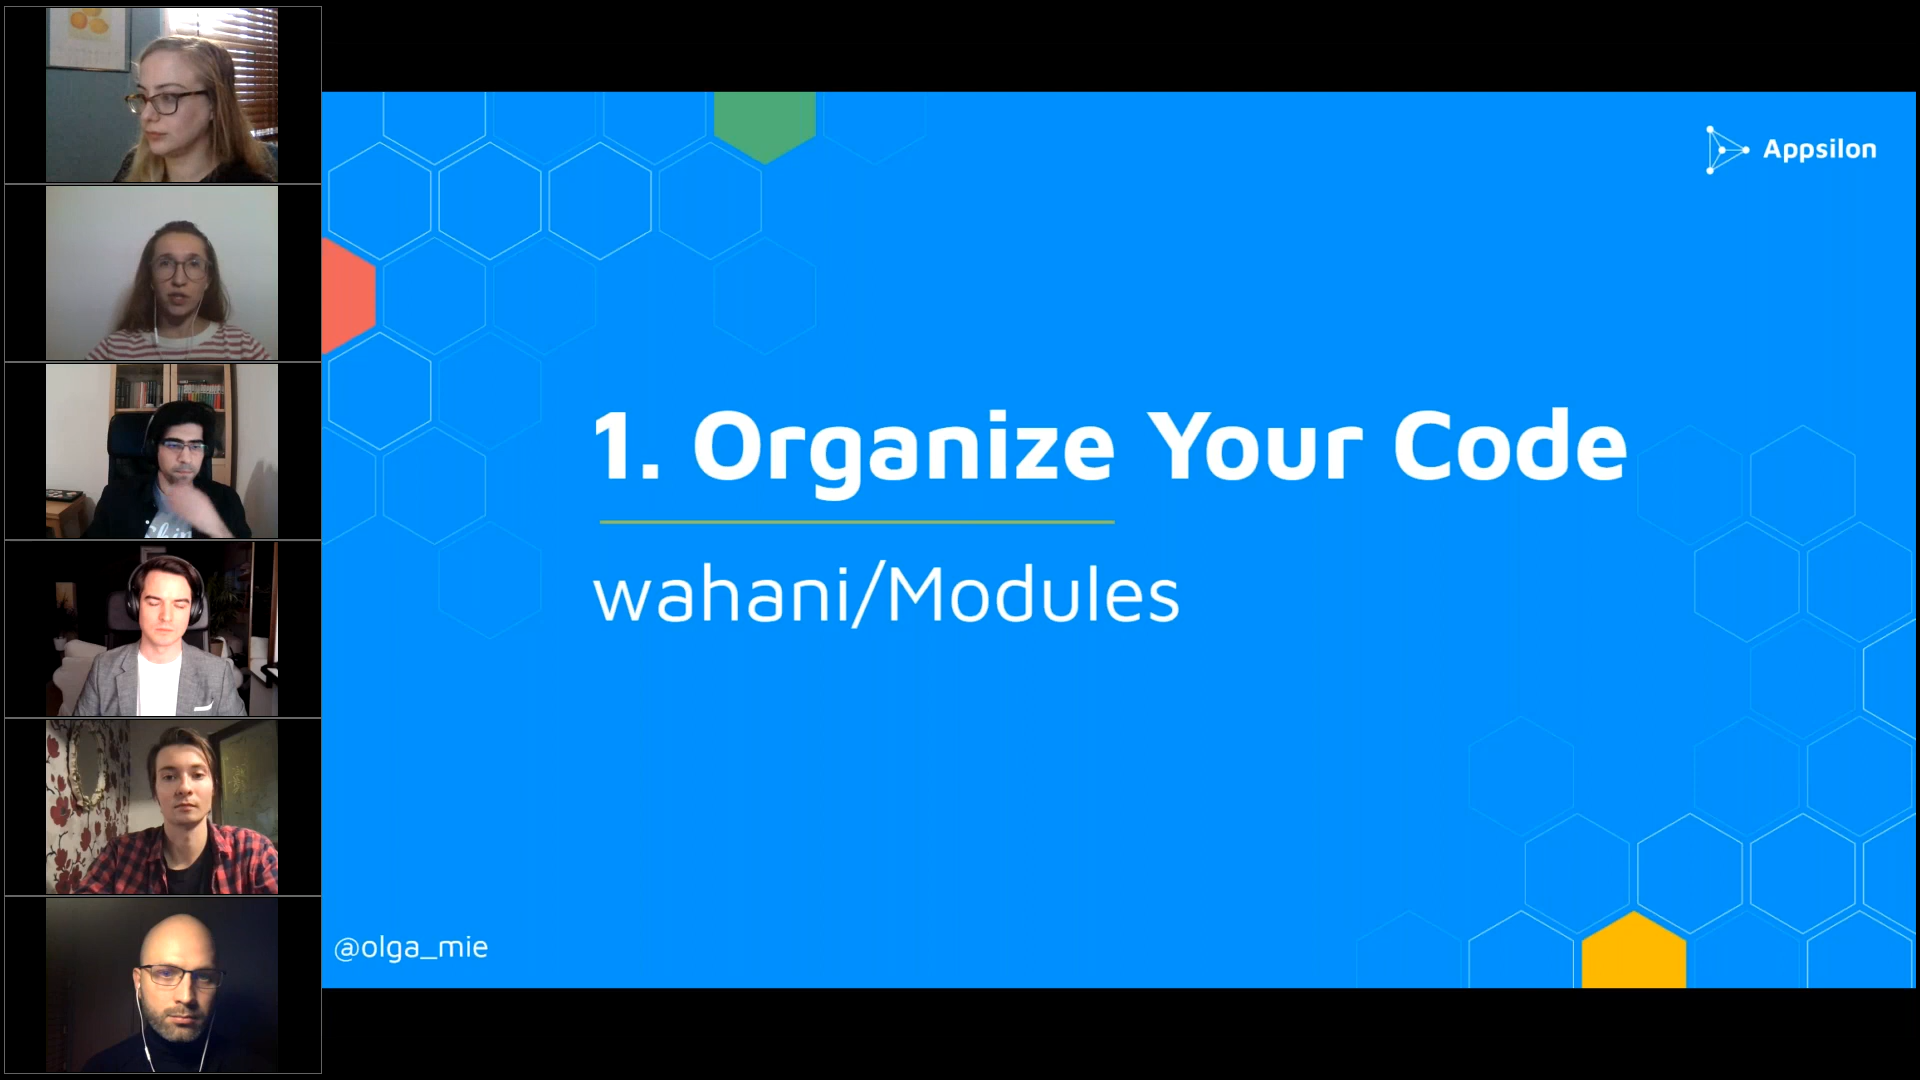 Appsilon
1. Organize Your Code
wahani/Modules
@olga_mie